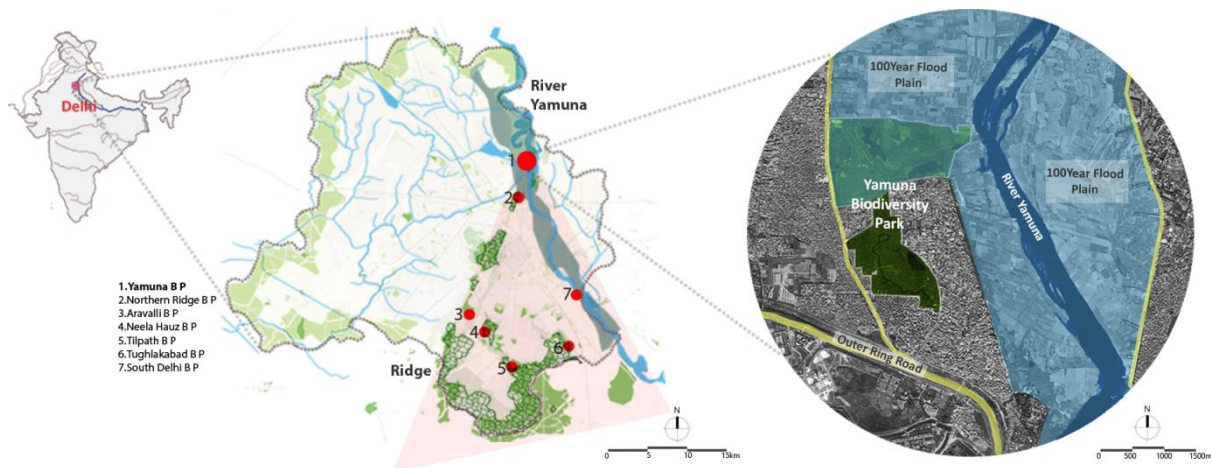 Delhi
1.Yamuna B P
2.Northern Ridge B P
3.Aravalli B P
4.Neela Hauz B P
5.Tilpath B P
6.Tughlakabad B P
7.South Delhi B P
River
Yamuna
1
2
3
4
5
6
7
Ridge
N
0 5 10 15km
100Year Flood
Plain
Yamuna
Biodiversity
Park
River Yamuna
100Year Flood
Plain
Outer Ring Road
N
0 500 1000 1500m